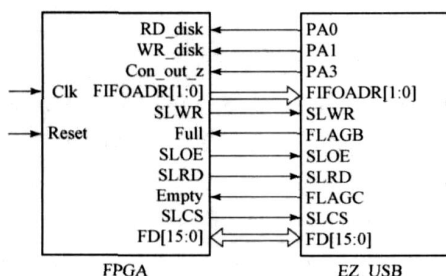 RD_disk PA0
WR_disk PA1
Con_out_z PA3
Clk FIFOADR[1:0] FIFOADR[1:0]
SLWR SLWR
Reset Full FLAGB
SLOE SLOE
SLRD SLRD
Empty FLAGC
SLCS SLCS
FD[15:0] FD[15:0]
FPGA EZ_USB